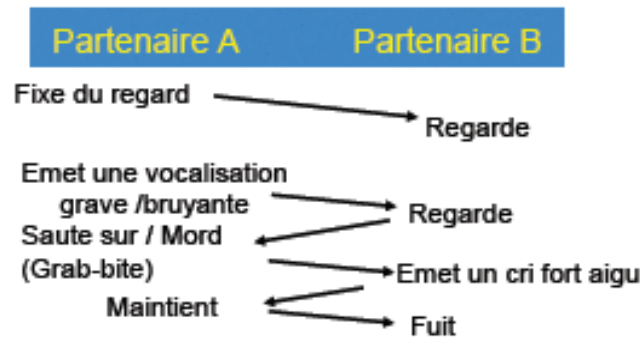 Partenaire A Partenaire B
Fixe du regard
Regarde
Emet une vocalisation
grave /bruyante
Regarde
Saute sur / Mord
(Grab-bite)
Emet un cri fort aigu
Maintient
Fuit